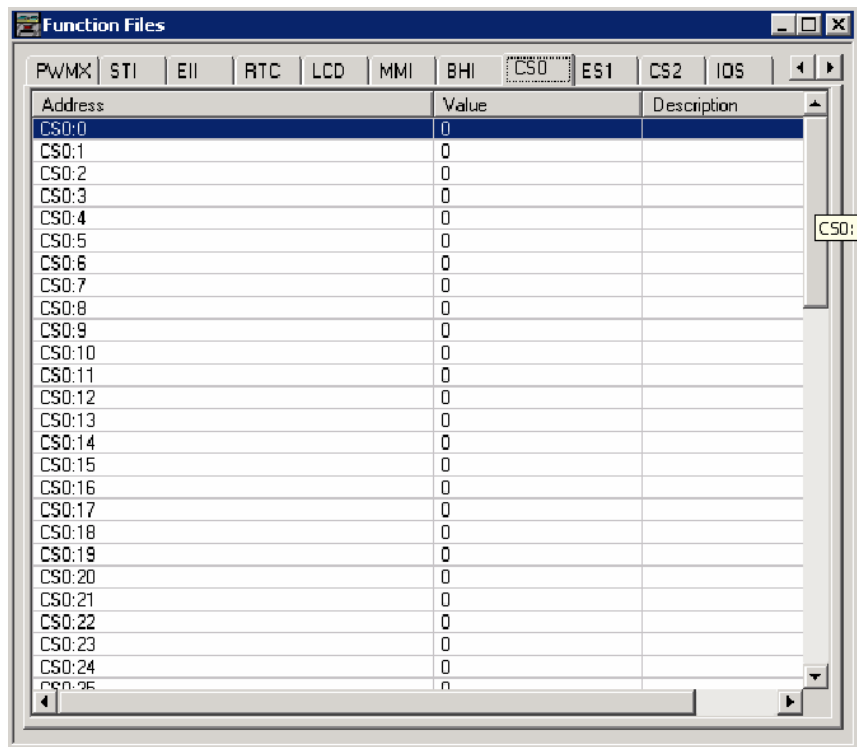 Function Files
PWMX STI EII RTC LCD MMI BHI CS0 ES1 CS2 IOS
Address Value Description
CS0:0 0
CS0:1 0
CS0:2 0
CS0:3 0
CS0:4 0
CS0:5 0
CS0:
CS0:6 0
CS0:7 0
CS0:8 0
CS0:9 0
CS0:10 0
CS0:11 0
CS0:12 0
CS0:13 0
CS0:14 0
CS0:15 0
CS0:16 0
CS0:17 0
CS0:18 0
CS0:19 0
CS0:20 0
CS0:21 0
CS0:22 0
CS0:23 0
CS0:24 0
CS0:25 0